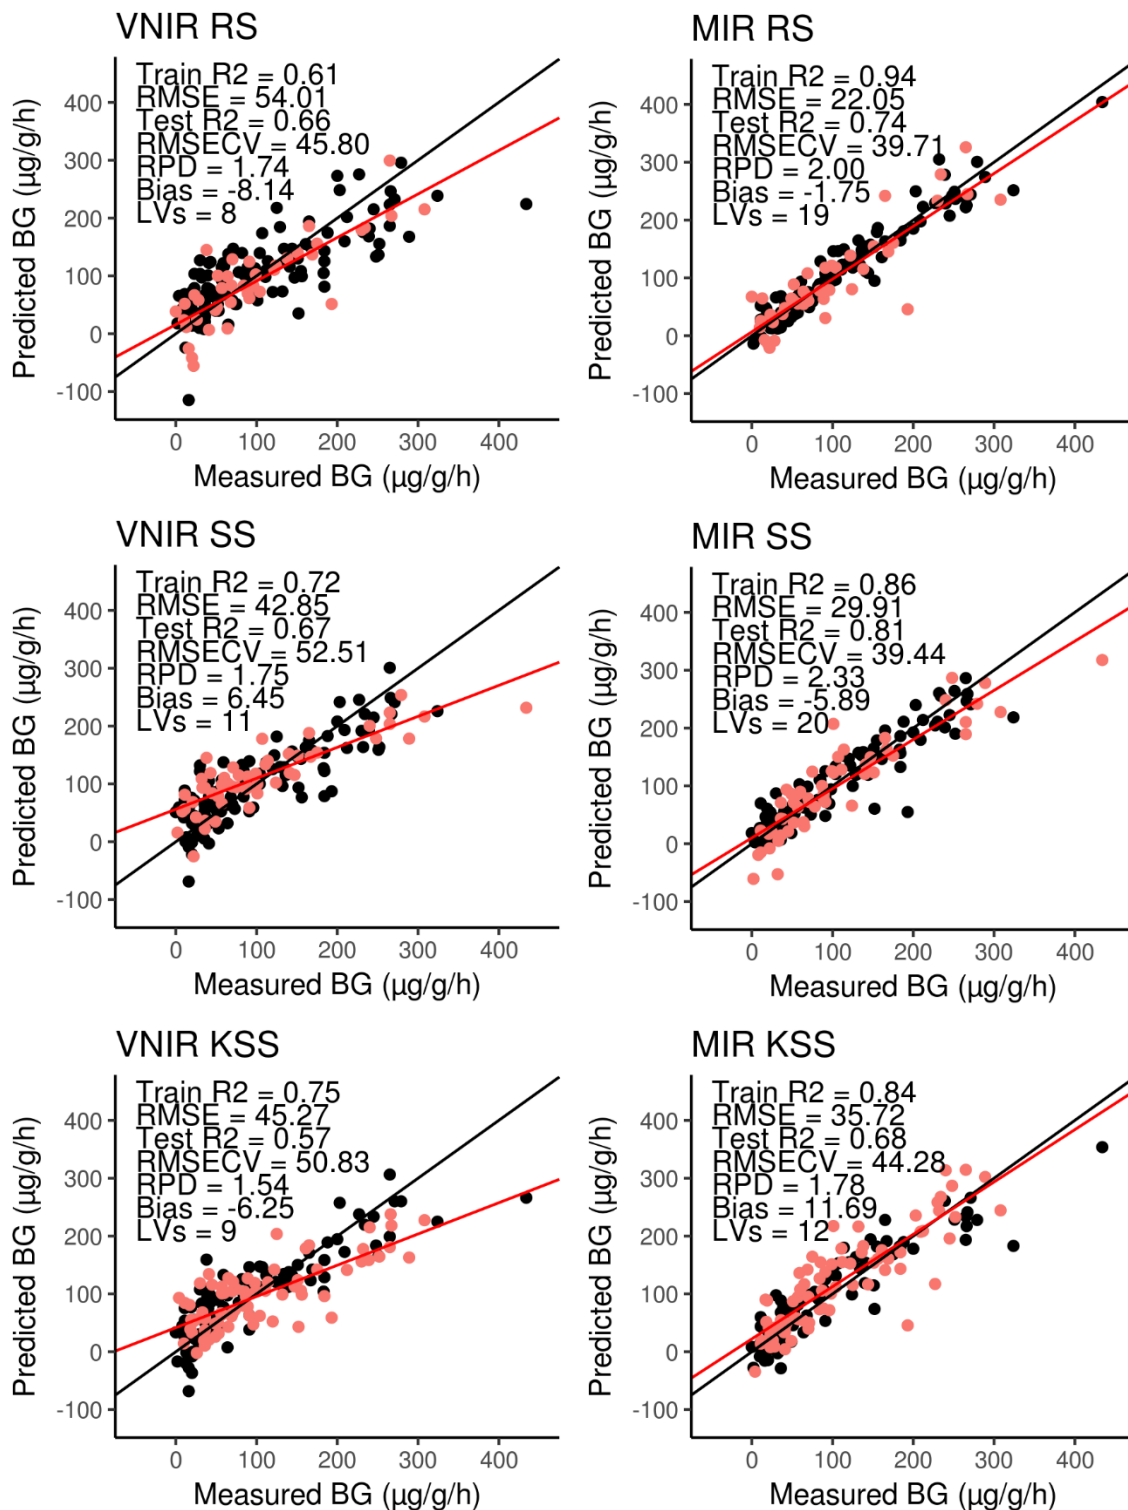 VNIR RS
Train R2 = 0.61
RMSE = 54.01
Test R2 = 0.66
RMSECV = 45.80
RPD = 1.74
Bias = -8.14
LVs = 8
Predicted BG (µg/g/h)
400
300
200
100
0
-100
0 100 200 300 400
Measured BG (µg/g/h)
MIR RS
Train R2 = 0.94
RMSE = 22.05
Test R2 = 0.74
RMSECV = 39.71
RPD = 2.00
Bias = -1.75
LVs = 19
Predicted BG (µg/g/h)
400
300
200
100
0
-100
0 100 200 300 400
Measured BG (µg/g/h)
VNIR SS
Train R2 = 0.72
RMSE = 42.85
Test R2 = 0.67
RMSECV = 52.51
RPD = 1.75
Bias = 6.45
LVs = 11
Predicted BG (µg/g/h)
400
300
200
100
0
-100
0 100 200 300 400
Measured BG (µg/g/h)
MIR SS
Train R2 = 0.86
RMSE = 29.91
Test R2 = 0.81
RMSECV = 39.44
RPD = 2.33
Bias = -5.89
LVs = 20
Predicted BG (µg/g/h)
400
300
200
100
0
-100
0 100 200 300 400
Measured BG (µg/g/h)
VNIR KSS
Train R2 = 0.75
RMSE = 45.27
Test R2 = 0.57
RMSECV = 50.83
RPD = 1.54
Bias = -6.25
LVs = 9
Predicted BG (µg/g/h)
400
300
200
100
0
-100
0 100 200 300 400
Measured BG (µg/g/h)
MIR KSS
Train R2 = 0.84
RMSE = 35.72
Test R2 = 0.68
RMSECV = 44.28
RPD = 1.78
Bias = 11.69
LVs = 12
Predicted BG (µg/g/h)
400
300
200
100
0
-100
0 100 200 300 400
Measured BG (µg/g/h)